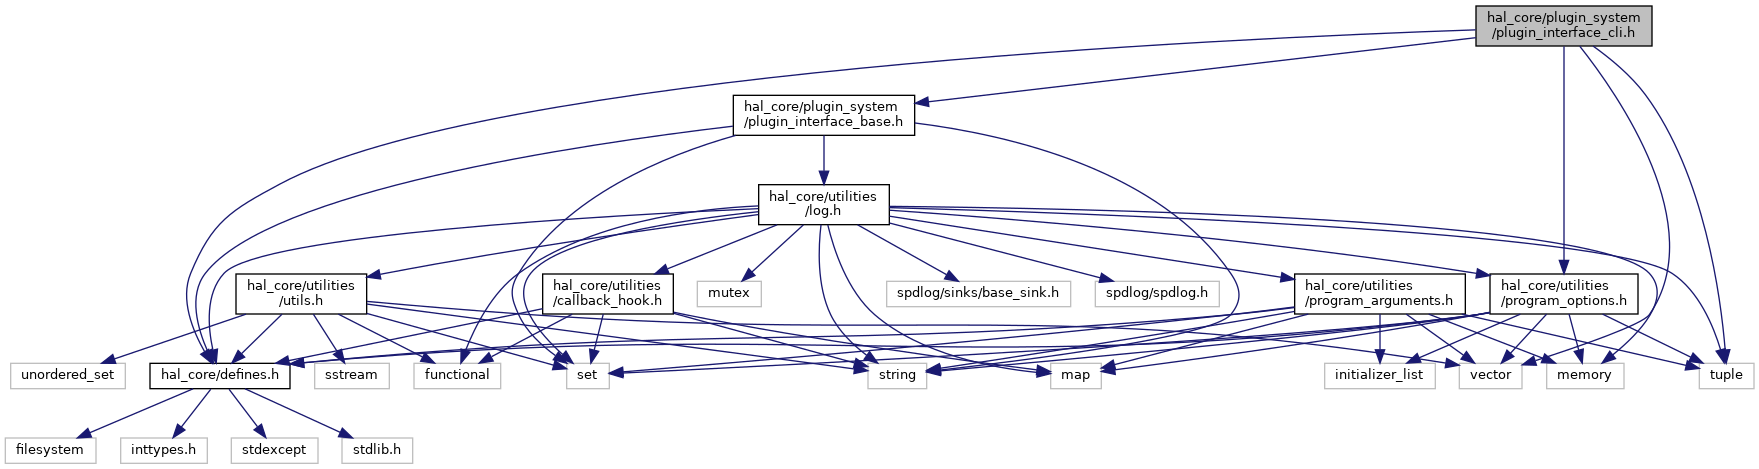 hal_core/plugin_system
/plugin_interface_cli.h
hal_core/plugin_system
/plugin_interface_base.h
hal_core/utilities
/log.h
hal_core/utilities
/utils.h
hal_core/utilities
/callback_hook.h
mutex
spdlog/sinks/base_sink.h
spdlog/spdlog.h
hal_core/utilities
/program_arguments.h
hal_core/utilities
/program_options.h
unordered_set
hal_core/defines.h
sstream
functional
set
string
map
initializer_list
vector
memory
tuple
filesystem
inttypes.h
stdexcept
stdlib.h